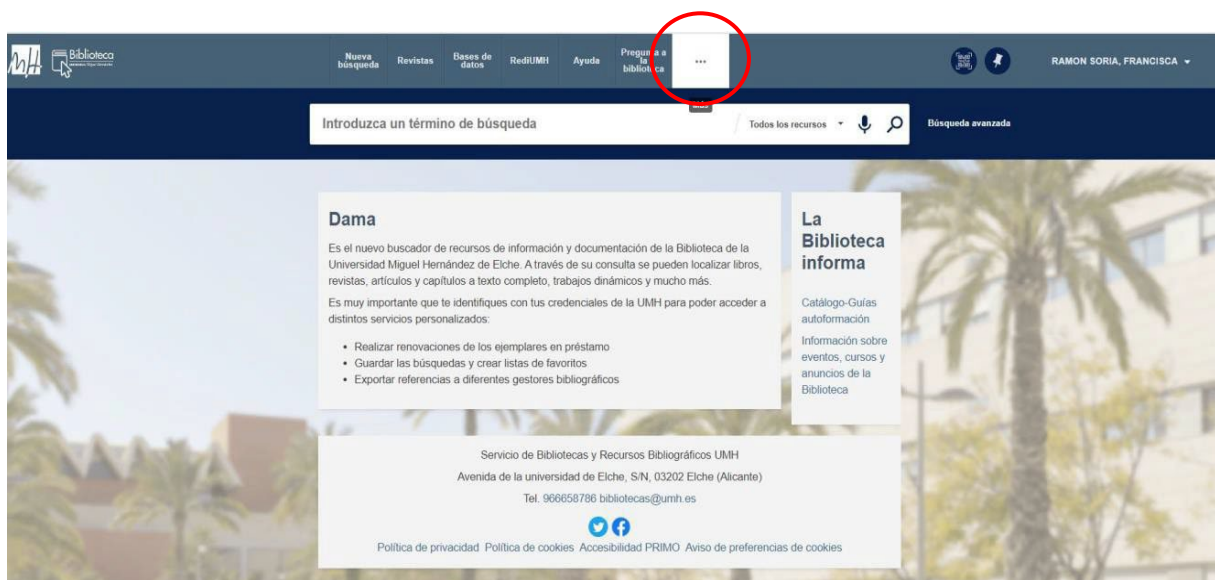 Biblioteca
Nueva búsqueda
Revistas
Bases de datos
RediUMH
Ayuda
Pregunta a la biblioteca
...
RAMON SORIA, FRANCISCA
Introduzca un término de búsqueda
Todos los recursos
Búsqueda avanzada
Dama
Es el nuevo buscador de recursos de información y documentación de la Biblioteca de la
Universidad Miguel Hernández de Elche. A través de su consulta se pueden localizar libros,
revistas, artículos y capítulos a texto completo, trabajos dinámicos y mucho más.
Es muy importante que te identifiques con tus credenciales de la UMH para poder acceder a
distintos servicios personalizados:
• Realizar renovaciones de los ejemplares en préstamo
• Guardar las búsquedas y crear listas de favoritos
• Exportar referencias a diferentes gestores bibliográficos
La
Biblioteca
informa
Catálogo-Guías
autoformación
Información sobre
eventos, cursos y
anuncios de la
Biblioteca
Servicio de Bibliotecas y Recursos Bibliográficos UMH
Avenida de la universidad de Elche, S/N, 03202 Elche (Alicante)
Tel. 966658786 bibliotecas@umh.es
Política de privacidad Política de cookies Accesibilidad PRIMO Aviso de preferencias de cookies